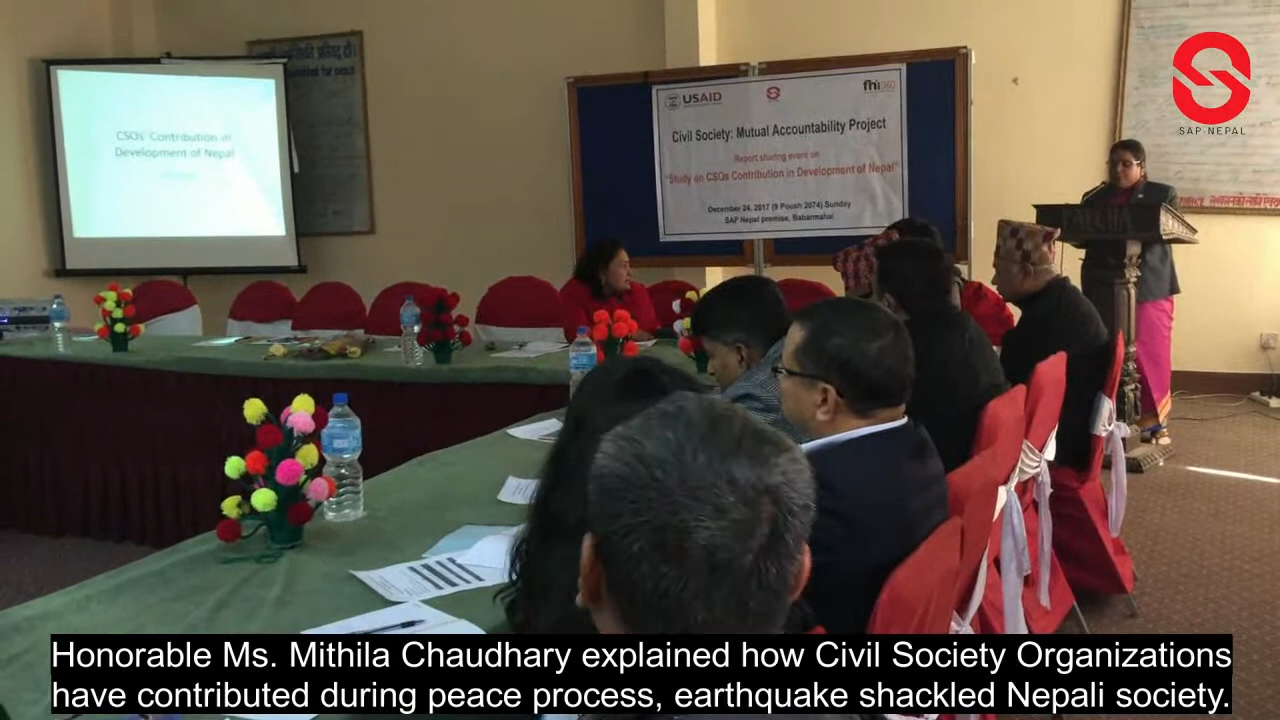 CSOs' Contribution in
Development of Nepal
USAID
fhi360
Civil Society: Mutual Accountability Project
Report sharing event on
"Study on CSOs Contribution in Development of Nepal"
December 24, 2017 (9 Poush 2074) Sunday
SAP Nepal premise, Babarmahal
SAP-NEPAL
Honorable Ms. Mithila Chaudhary explained how Civil Society Organizations
have contributed during peace process, earthquake shackled Nepali society.